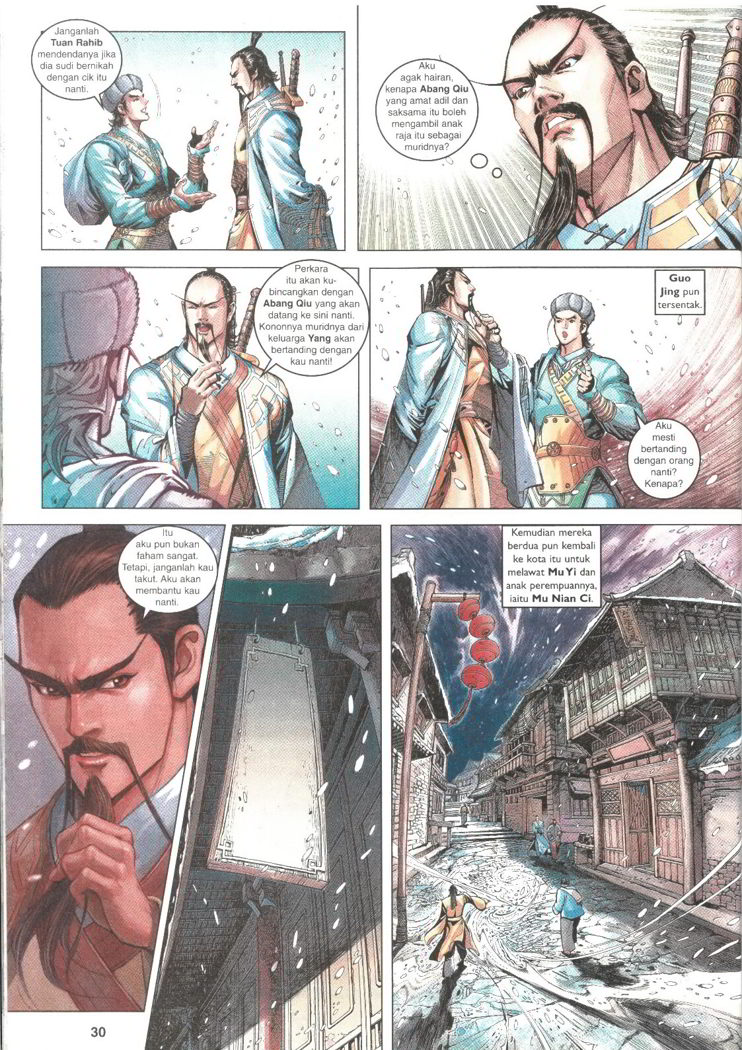 Janganlah
Tuan Rahib
mendendanya jika
dia sudi bernikah
dengan cik itu
nanti.
Aku
agak hairan,
kenapa Abang Qiu
yang amat adil dan
saksama itu boleh
mengambil anak
raja itu sebagai
muridnya?
Perkara
itu akan ku-
bincangkan dengan
Abang Qiu yang akan
datang ke sini nanti.
Kononnya muridnya dari
keluarga Yang akan
bertanding dengan
kau nanti!
Guo
Jing pun
tersentak.
Aku
mesti
bertanding
dengan orang
nanti?
Kenapa?
Itu
aku pun bukan
faham sangat.
Tetapi, janganlah kau
takut. Aku akan
membantu kau
nanti.
Kemudian mereka
berdua pun kembali
ke kota itu untuk
melawat Mu Yi dan
anak perempuannya,
iaitu Mu Nian Ci.
30